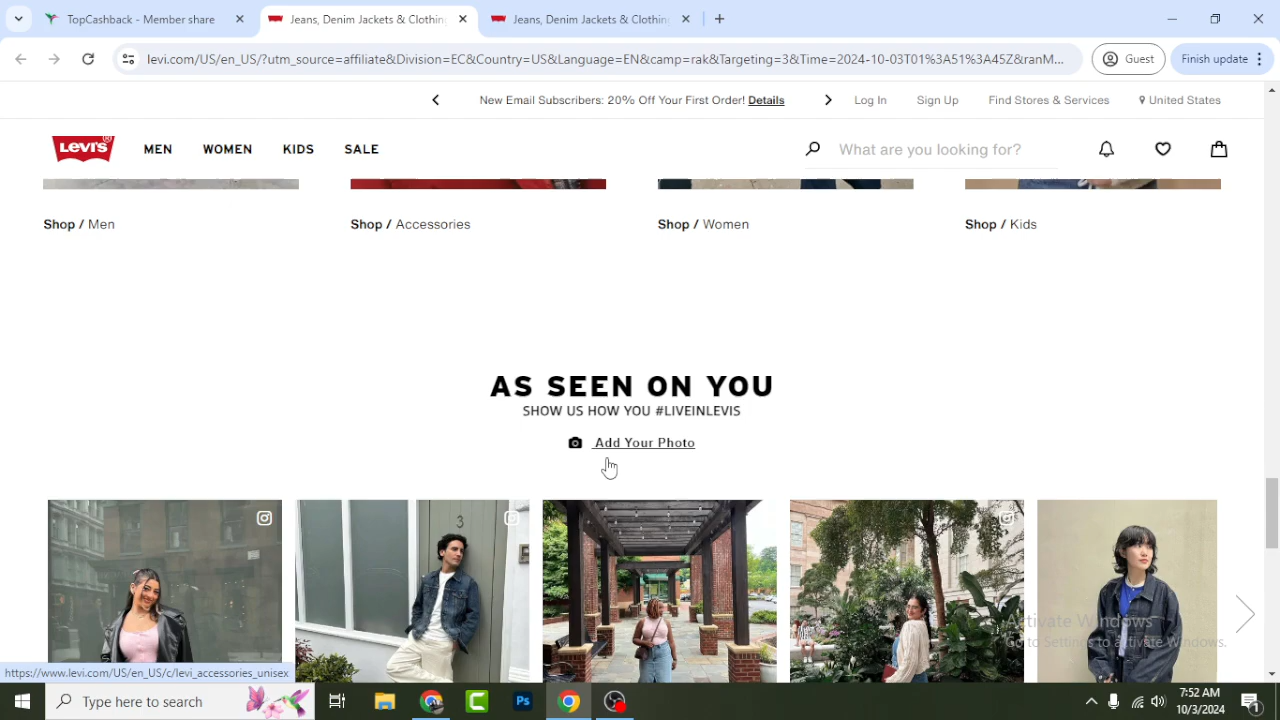 TopCashback - Member share
Jeans, Denim Jackets & Clothin
Jeans, Denim Jackets & Clothin
levi.com/US/en_US/?utm_source=affiliate&Division=EC&Country=US&Language=EN&camp=rak&Targeting=3&Time=2024-10-03T01%3A51%3A45Z&ranM...
Guest
Finish update
New Email Subscribers: 20% Off Your First Order! Details
Log In
Sign Up
Find Stores & Services
United States
LEVI'S
MEN
WOMEN
KIDS
SALE
What are you looking for?
Shop / Men
Shop / Accessories
Shop / Women
Shop / Kids
AS SEEN ON YOU
SHOW US HOW YOU #LIVEINLEVIS
Add Your Photo
3
Activate Windows
Go to Settings to activate Windows.
https://www.levi.com/US/en_US/c/levi_accessories_unisex
Type here to search
Ps
7:52 AM
10/3/2024
1